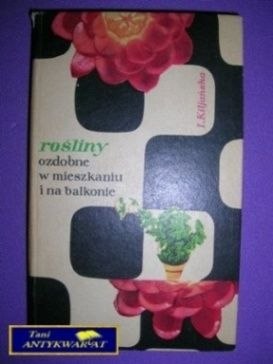 I. Kiljańska
rośliny
ozdobne
w mieszkaniu
i na balkonie
Tani
ANTYKWARIAT